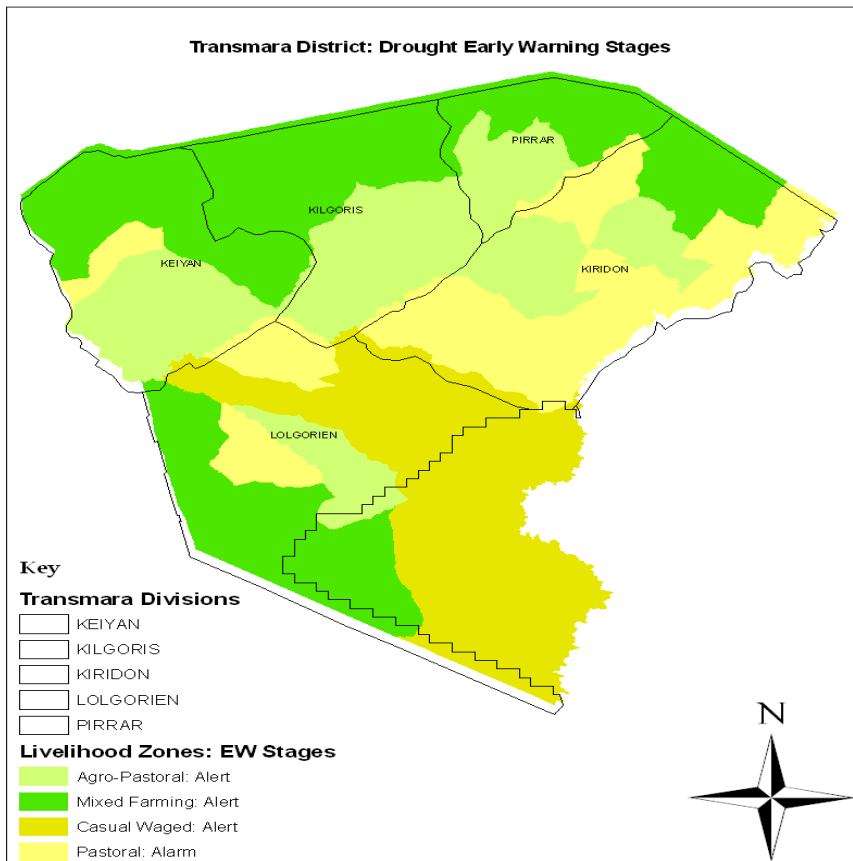 Transmara District: Drought Early Warning Stages
PIRRAR
KILGORIS
KEIYAN
KIRIDON
LOLGORIEN
Key
Transmara Divisions
KEIYAN
KILGORIS
KIRIDON
LOLGORIEN
PIRRAR
Livelihood Zones: EW Stages
Agro-Pastoral: Alert
Mixed Farming: Alert
Casual Waged: Alert
Pastoral: Alarm
N